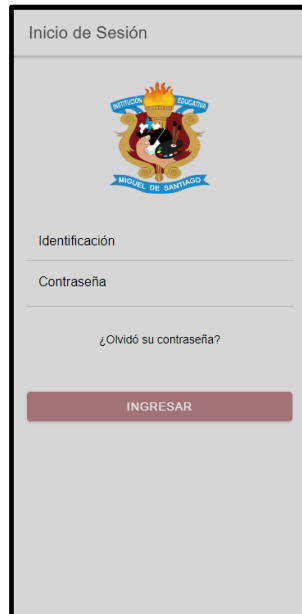 Inicio de Sesión
INSTITUCIÓN EDUCATIVA
MIGUEL DE SANTIAGO
Identificación
Contraseña
¿Olvidó su contraseña?
INGRESAR